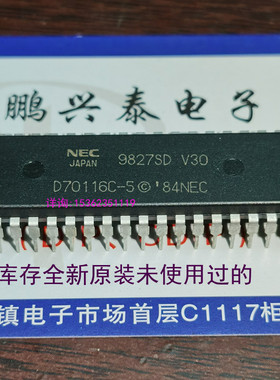 鹏兴泰电子
NEC JAPAN 9827SD V30
D70116C-5 © '84NEC
库存全新原装未使用过的
镇电子市场首层C1117柜